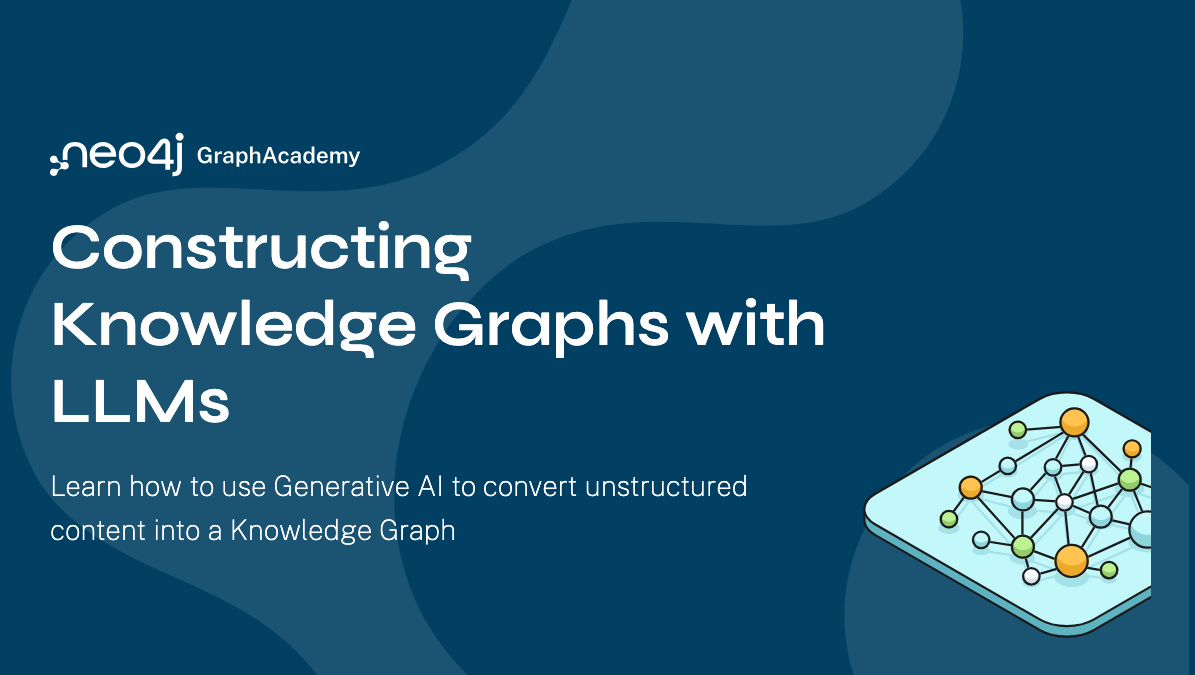 neo4j GraphAcademy
Constructing
Knowledge Graphs with
LLMs
Learn how to use Generative AI to convert unstructured
content into a Knowledge Graph